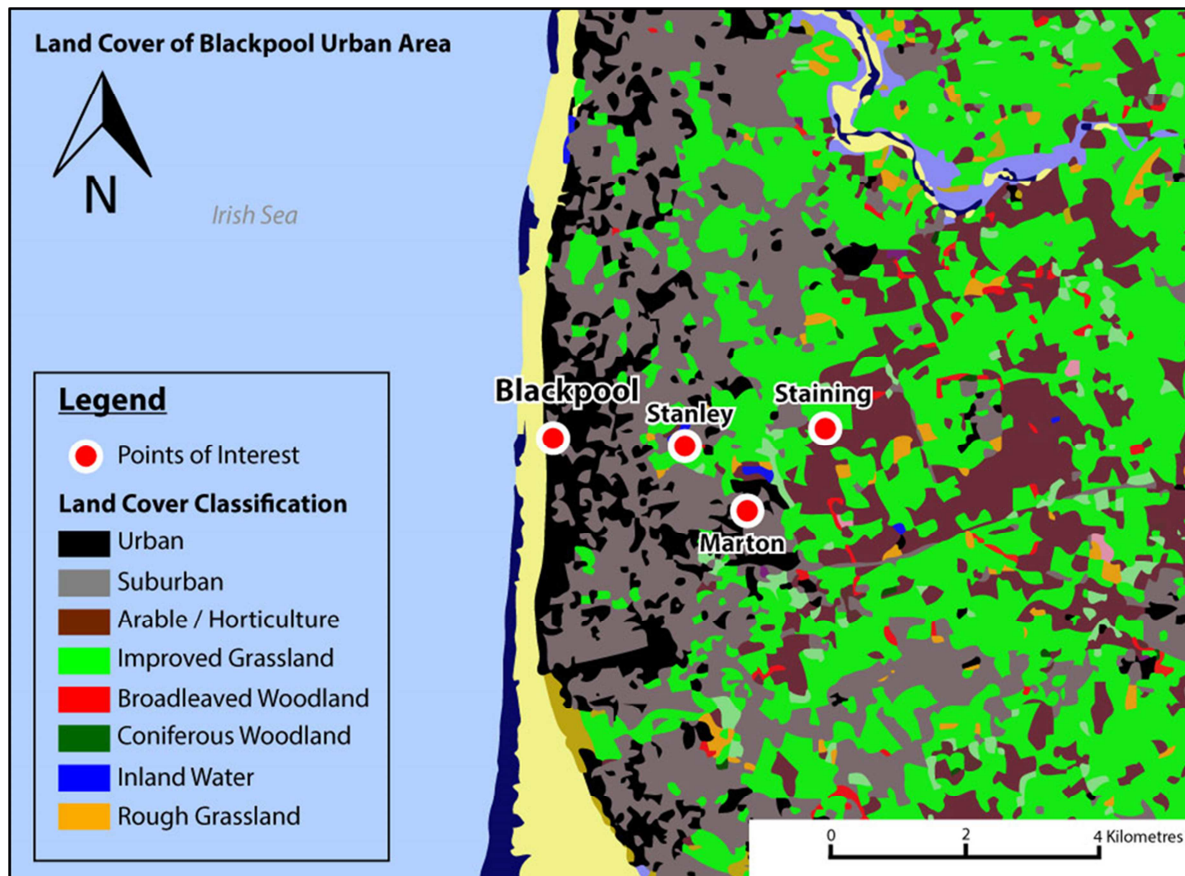 Land Cover of Blackpool Urban Area
N
Irish Sea
Blackpool
Stanley
Staining
Marton
Legend
Points of Interest
Land Cover Classification
Urban
Suburban
Arable / Horticulture
Improved Grassland
Broadleaved Woodland
Coniferous Woodland
Inland Water
Rough Grassland
0 2 4 Kilometres